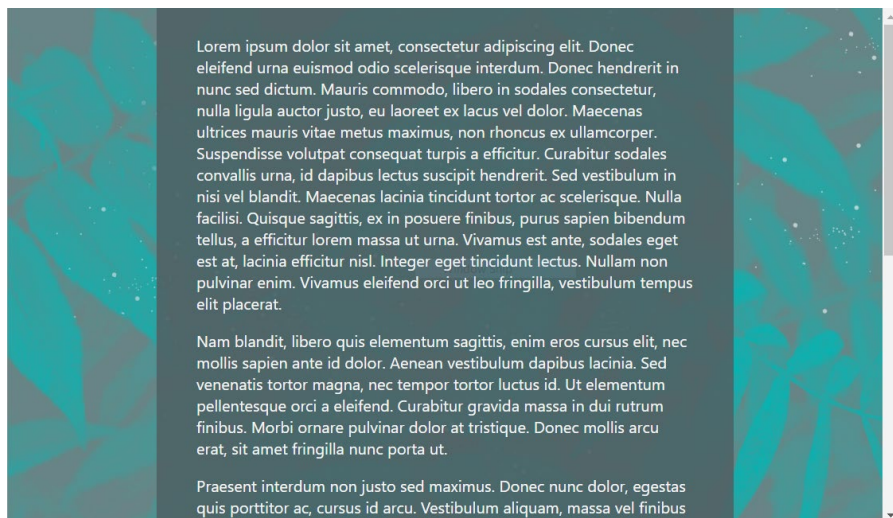 Lorem ipsum dolor sit amet, consectetur adipiscing elit. Donec
eleifend urna euismod odio scelerisque interdum. Donec hendrerit in
nunc sed dictum. Mauris commodo, libero in sodales consectetur,
nulla ligula auctor justo, eu laoreet ex lacus vel dolor. Maecenas
ultrices mauris vitae metus maximus, non rhoncus ex ullamcorper.
Suspendisse volutpat consequat turpis a efficitur. Curabitur sodales
convallis urna, id dapibus lectus suscipit hendrerit. Sed vestibulum in
nisi vel blandit. Maecenas lacinia tincidunt tortor ac scelerisque. Nulla
facilisi. Quisque sagittis, ex in posuere finibus, purus sapien bibendum
tellus, a efficitur lorem massa ut urna. Vivamus est ante, sodales eget
est at, lacinia efficitur nisl. Integer eget tincidunt lectus. Nullam non
pulvinar enim. Vivamus eleifend orci ut leo fringilla, vestibulum tempus
elit placerat.
Nam blandit, libero quis elementum sagittis, enim eros cursus elit, nec
mollis sapien ante id dolor. Aenean vestibulum dapibus lacinia. Sed
venenatis tortor magna, nec tempor tortor luctus id. Ut elementum
pellentesque orci a eleifend. Curabitur gravida massa in dui rutrum
finibus. Morbi ornare pulvinar dolor at tristique. Donec mollis arcu
erat, sit amet fringilla nunc porta ut.
Praesent interdum non justo sed maximus. Donec nunc dolor, egestas
quis porttitor ac, cursus id arcu. Vestibulum aliquam, massa vel finibus